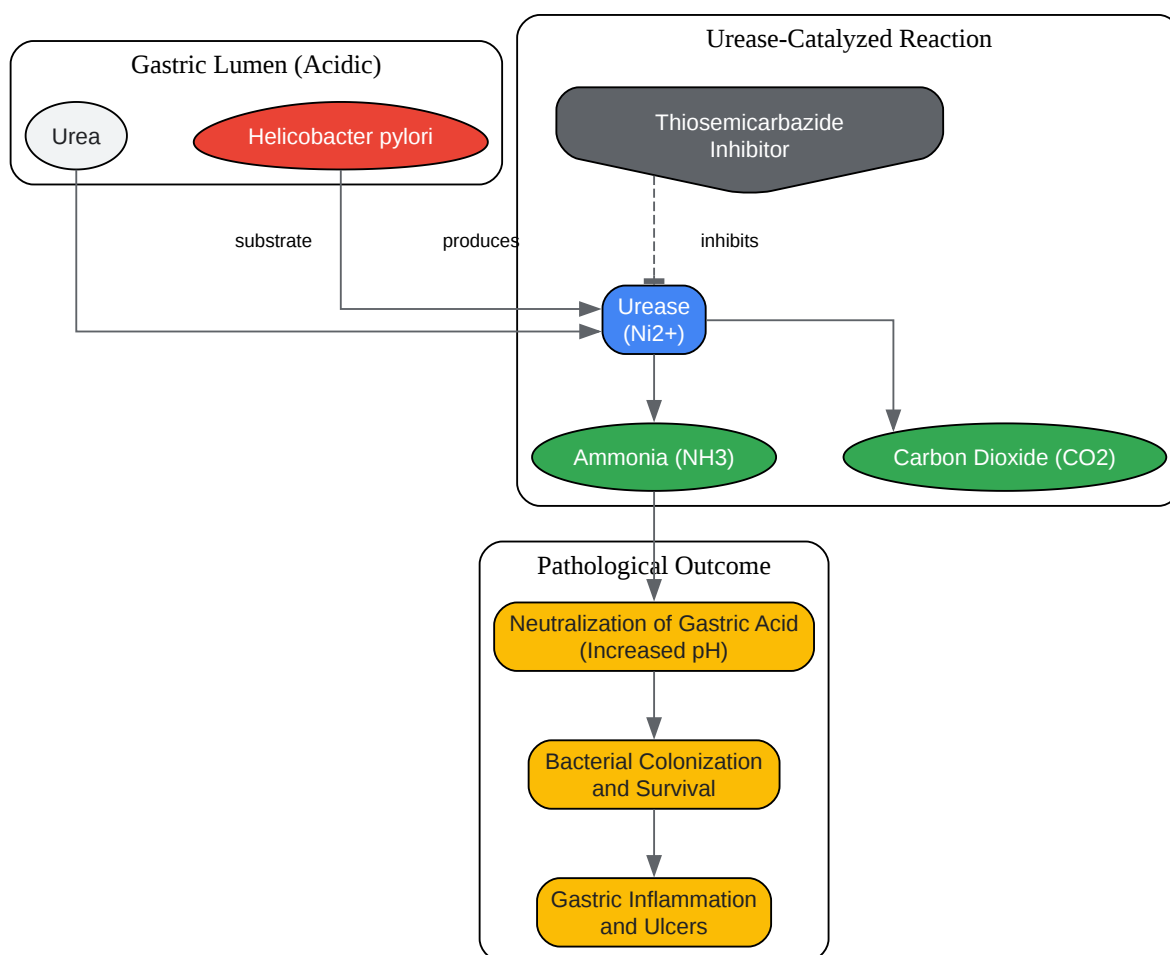 Gastric Lumen (Acidic)
Urea
Helicobacter pylori
Urease-Catalyzed Reaction
Thiosemicarbazide
Inhibitor
substrate
produces
inhibits
Urease
(Ni2+)
Ammonia (NH3)
Carbon Dioxide (CO2)
Pathological Outcome
Neutralization of Gastric Acid
(Increased pH)
Bacterial Colonization
and Survival
Gastric Inflammation
and Ulcers